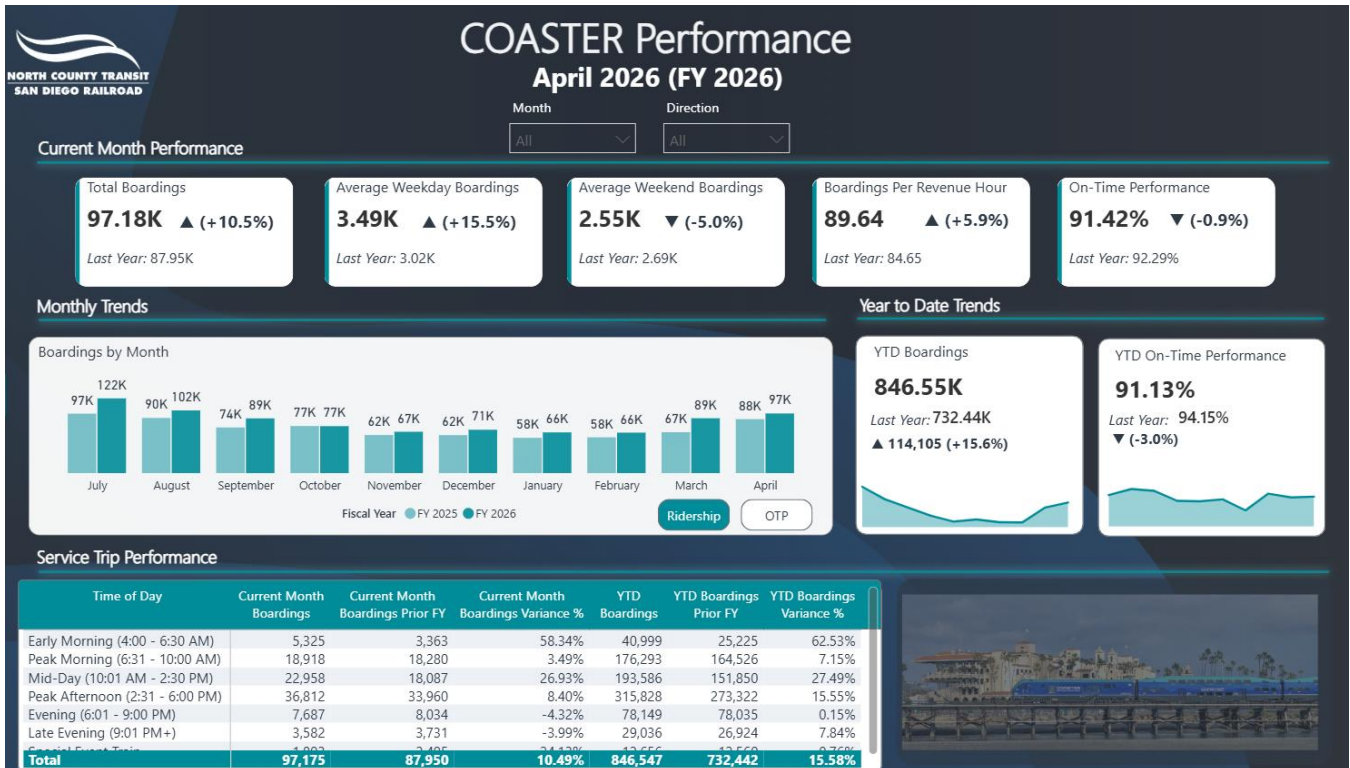 NORTH COUNTY TRANSIT
SAN DIEGO RAILROAD
COASTER Performance
April 2026 (FY 2026)
Month
Direction
All
All
Current Month Performance
Total Boardings
97.18K ▲ (+10.5%)
Last Year: 87.95K
Average Weekday Boardings
3.49K ▲ (+15.5%)
Last Year: 3.02K
Average Weekend Boardings
2.55K ▼ (-5.0%)
Last Year: 2.69K
Boardings Per Revenue Hour
89.64 ▲ (+5.9%)
Last Year: 84.65
On-Time Performance
91.42% ▼ (-0.9%)
Last Year: 92.29%
Monthly Trends
Boardings by Month
97K 122K 90K 102K 74K 89K 77K 77K 62K 67K 62K 71K 58K 66K 58K 66K 67K 89K 88K 97K
July August September October November December January February March April
Fiscal Year FY 2025 FY 2026
Ridership
OTP
Year to Date Trends
YTD Boardings
846.55K
Last Year: 732.44K
▲ 114,105 (+15.6%)
YTD On-Time Performance
91.13%
Last Year: 94.15%
▼ (-3.0%)
Service Trip Performance
Time of Day Current Month Boardings Current Month Boardings Prior FY Current Month Boardings Variance % YTD Boardings YTD Boardings Prior FY YTD Boardings Variance %
Early Morning (4:00 - 6:30 AM) 5,325 3,363 58.34% 40,999 25,225 62.53%
Peak Morning (6:31 - 10:00 AM) 18,918 18,280 3.49% 176,293 164,526 7.15%
Mid-Day (10:01 AM - 2:30 PM) 22,958 18,087 26.93% 193,586 151,850 27.49%
Peak Afternoon (2:31 - 6:00 PM) 36,812 33,960 8.40% 315,828 273,322 15.55%
Evening (6:01 - 9:00 PM) 7,687 8,034 -4.32% 78,149 78,035 0.15%
Late Evening (9:01 PM+) 3,582 3,731 -3.99% 29,036 26,924 7.84%
Special Event Train
Total 97,175 87,950 10.49% 846,547 732,442 15.58%